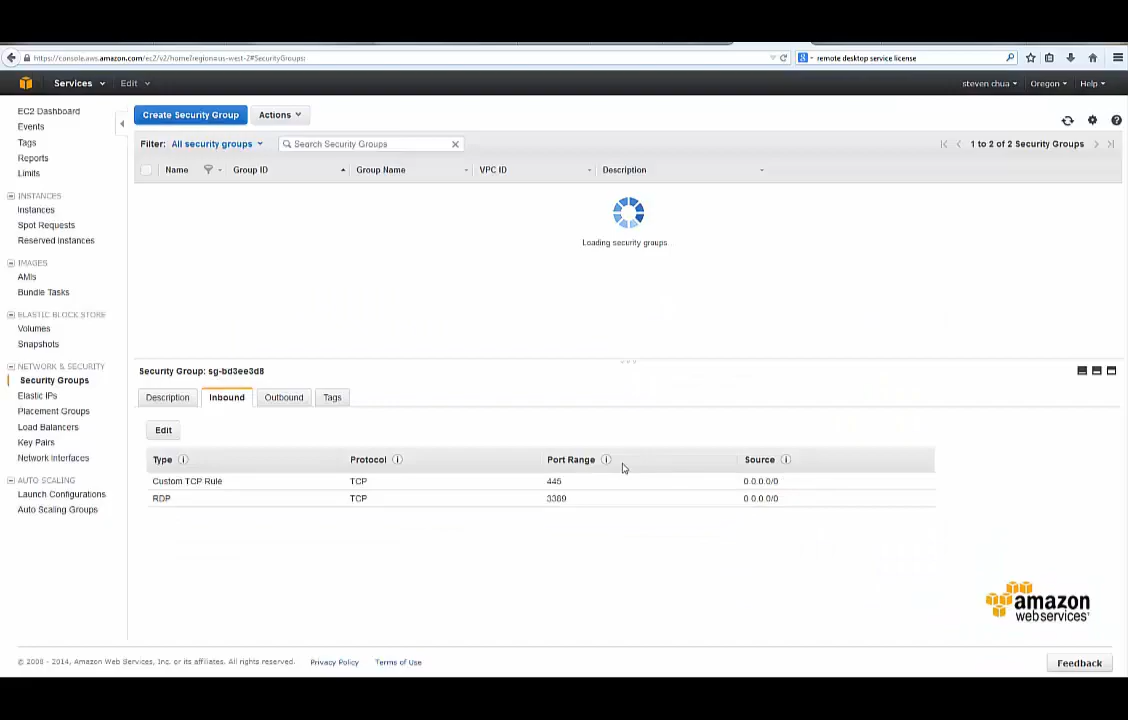 https://console.aws.amazon.com/ec2/v2/home?region=us-west-2#SecurityGroups:
remote desktop service license
Services Edit steven chua Oregon Help
EC2 Dashboard
Events
Tags
Reports
Limits
INSTANCES
Instances
Spot Requests
Reserved Instances
IMAGES
AMIs
Bundle Tasks
ELASTIC BLOCK STORE
Volumes
Snapshots
NETWORK & SECURITY
Security Groups
Elastic IPs
Placement Groups
Load Balancers
Key Pairs
Network Interfaces
AUTO SCALING
Launch Configurations
Auto Scaling Groups
Create Security Group Actions
Filter: All security groups Search Security Groups 1 to 2 of 2 Security Groups
Name Group ID Group Name VPC ID Description
Loading security groups
Security Group: sg-bd3ee3d8
Description Inbound Outbound Tags
Edit
Type Protocol Port Range Source
Custom TCP Rule TCP 445 0.0.0.0/0
RDP TCP 3389 0.0.0.0/0
amazon
web services
© 2008 - 2014, Amazon Web Services, Inc. or its affiliates. All rights reserved. Privacy Policy Terms of Use Feedback